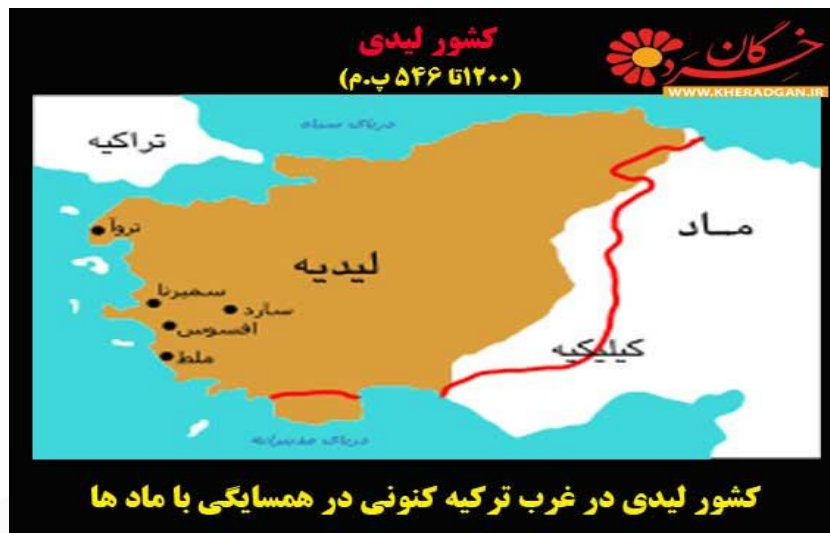 کشور لیدی
(۱۲۰۰تا ۵۴۶ پ.م)
خردگان
WWW.KHERADGAN.IR
دریای سیاه
تراکیه
ماد
تروآ
لیدیه
سمیرنا
سارد
افسوس
کیلیکیه
ملط
دریای مدیترانه
کشور لیدی در غرب ترکیه کنونی در همسایگی با ماد ها